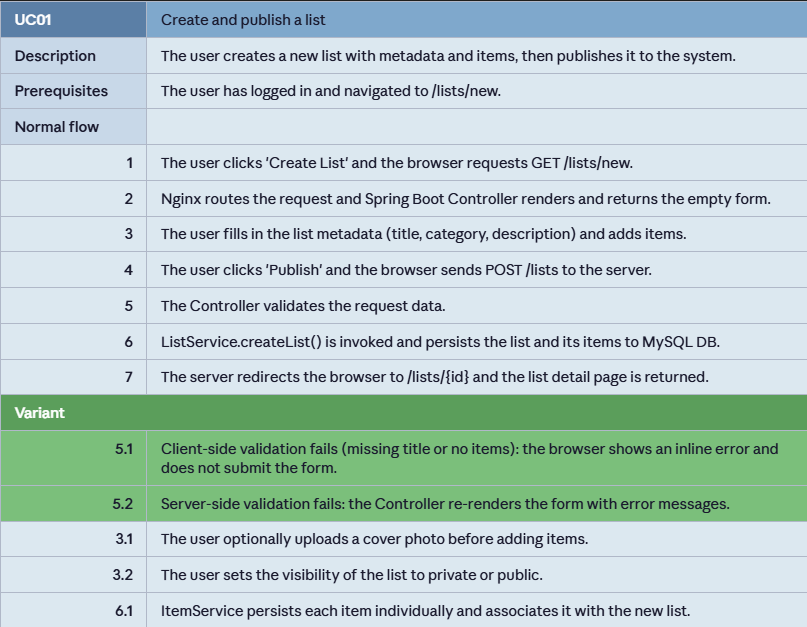 UC01 Create and publish a list
Description The user creates a new list with metadata and items, then publishes it to the system.
Prerequisites The user has logged in and navigated to /lists/new.
Normal flow
1 The user clicks 'Create List' and the browser requests GET /lists/new.
2 Nginx routes the request and Spring Boot Controller renders and returns the empty form.
3 The user fills in the list metadata (title, category, description) and adds items.
4 The user clicks 'Publish' and the browser sends POST /lists to the server.
5 The Controller validates the request data.
6 ListService.createList() is invoked and persists the list and its items to MySQL DB.
7 The server redirects the browser to /lists/{id} and the list detail page is returned.
Variant
5.1 Client-side validation fails (missing title or no items): the browser shows an inline error and
does not submit the form.
5.2 Server-side validation fails: the Controller re-renders the form with error messages.
3.1 The user optionally uploads a cover photo before adding items.
3.2 The user sets the visibility of the list to private or public.
6.1 ItemService persists each item individually and associates it with the new list.